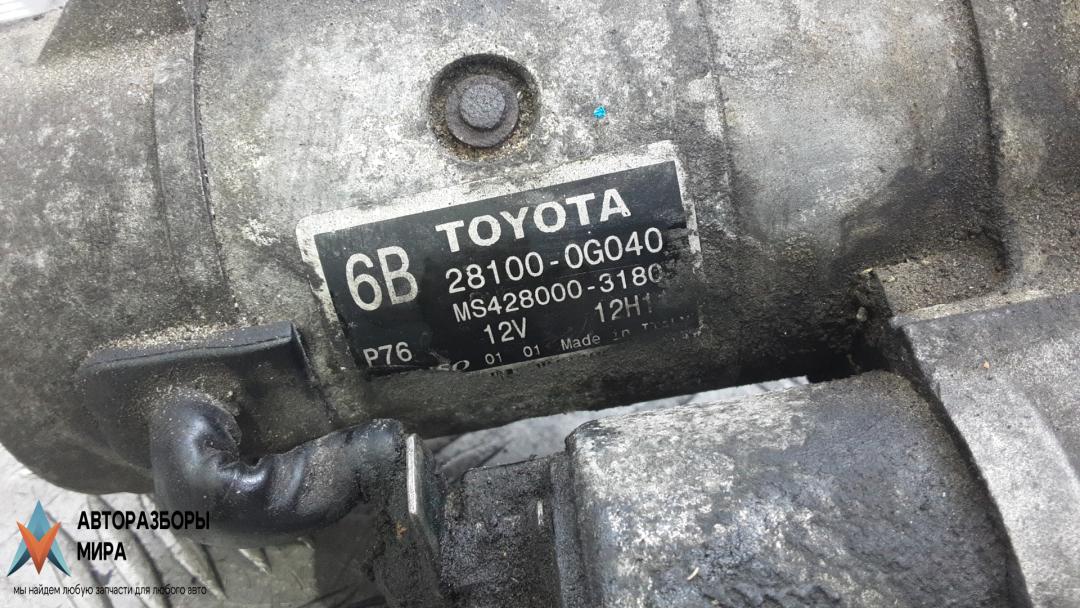 TOYOTA
6B
28100-0G040
MS428000-3180
12V 12H1
P76 01 01 Made in
АВТОРАЗБОРЫ
МИРА
мы найдем любую запчасти для любого авто